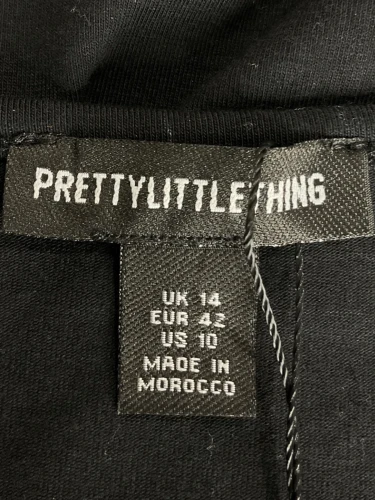 PRETTYLITTLETHING
UK 14
EUR 42
US 10
MADE IN
MOROCCO